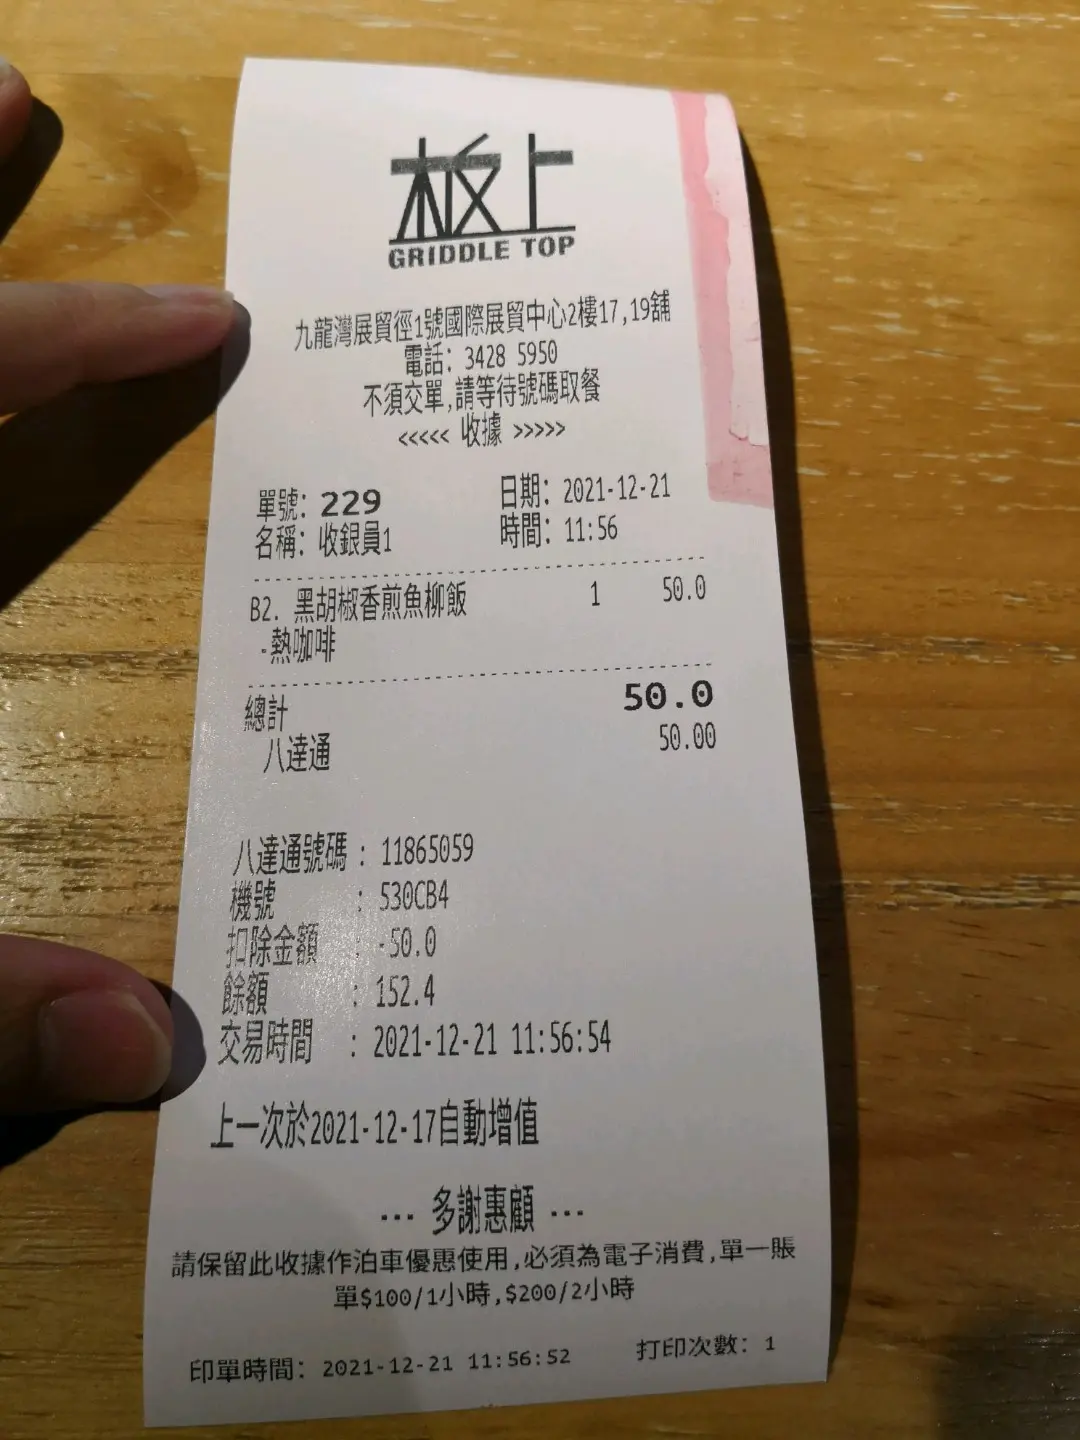 板上
GRIDDLE TOP
九龍灣展貿徑1號國際展貿中心2樓17,19舖
電話: 3428 5950
不須交單,請等待號碼取餐
<<<<< 收據 >>>>>
單號: 229 日期: 2021-12-21
名稱: 收銀員1 時間: 11:56
B2. 黑胡椒香煎魚柳飯 1 50.0
-熱咖啡
總計 50.0
八達通 50.00
八達通號碼 : 11865059
機號 : 530CB4
扣除金額 : -50.0
餘額 : 152.4
交易時間 : 2021-12-21 11:56:54
上一次於2021-12-17自動增值
... 多謝惠顧 ...
請保留此收據作泊車優惠使用,必須為電子消費,單一賬
單$100/1小時,$200/2小時
印單時間: 2021-12-21 11:56:52 打印次數: 1